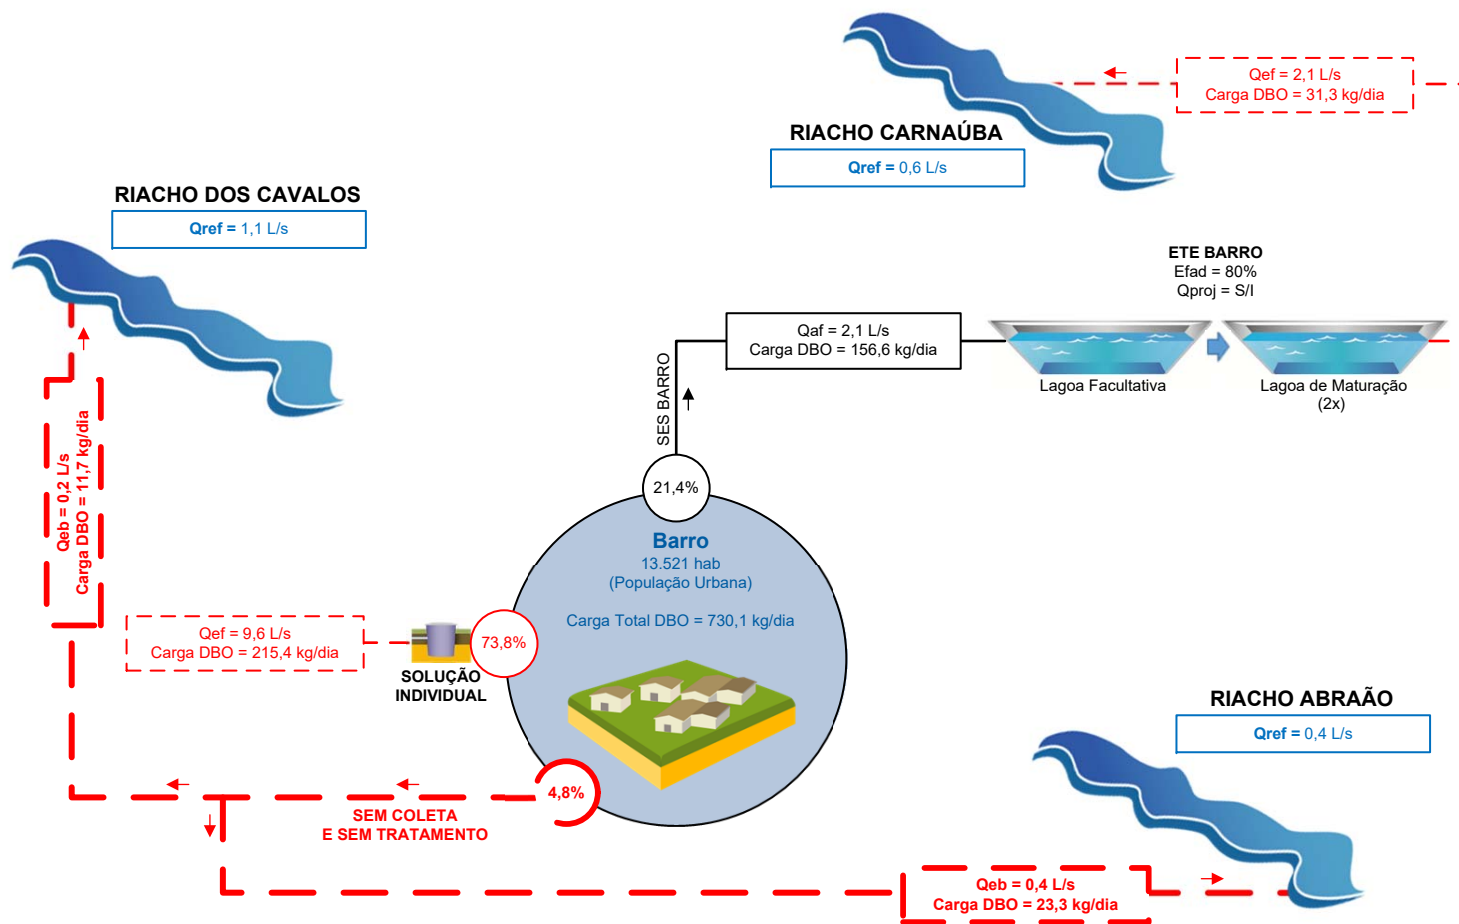 Qef = 2,1 L/s
Carga DBO = 31,3 kg/dia
RIACHO CARNAÚBA
Qref = 0,6 L/s
RIACHO DOS CAVALOS
Qref = 1,1 L/s
ETE BARRO
Efad = 80%
Qproj = S/I
Qaf = 2,1 L/s
Carga DBO = 156,6 kg/dia
Lagoa Facultativa
Lagoa de Maturação
(2x)
SES BARRO
Qeb = 0,2 L/s
Carga DBO = 11,7 kg/dia
21,4%
Barro
13.521 hab
(População Urbana)
Carga Total DBO = 730,1 kg/dia
Qef = 9,6 L/s
Carga DBO = 215,4 kg/dia
73,8%
SOLUÇÃO
INDIVIDUAL
RIACHO ABRAÃO
Qref = 0,4 L/s
4,8%
SEM COLETA
E SEM TRATAMENTO
Qeb = 0,4 L/s
Carga DBO = 23,3 kg/dia